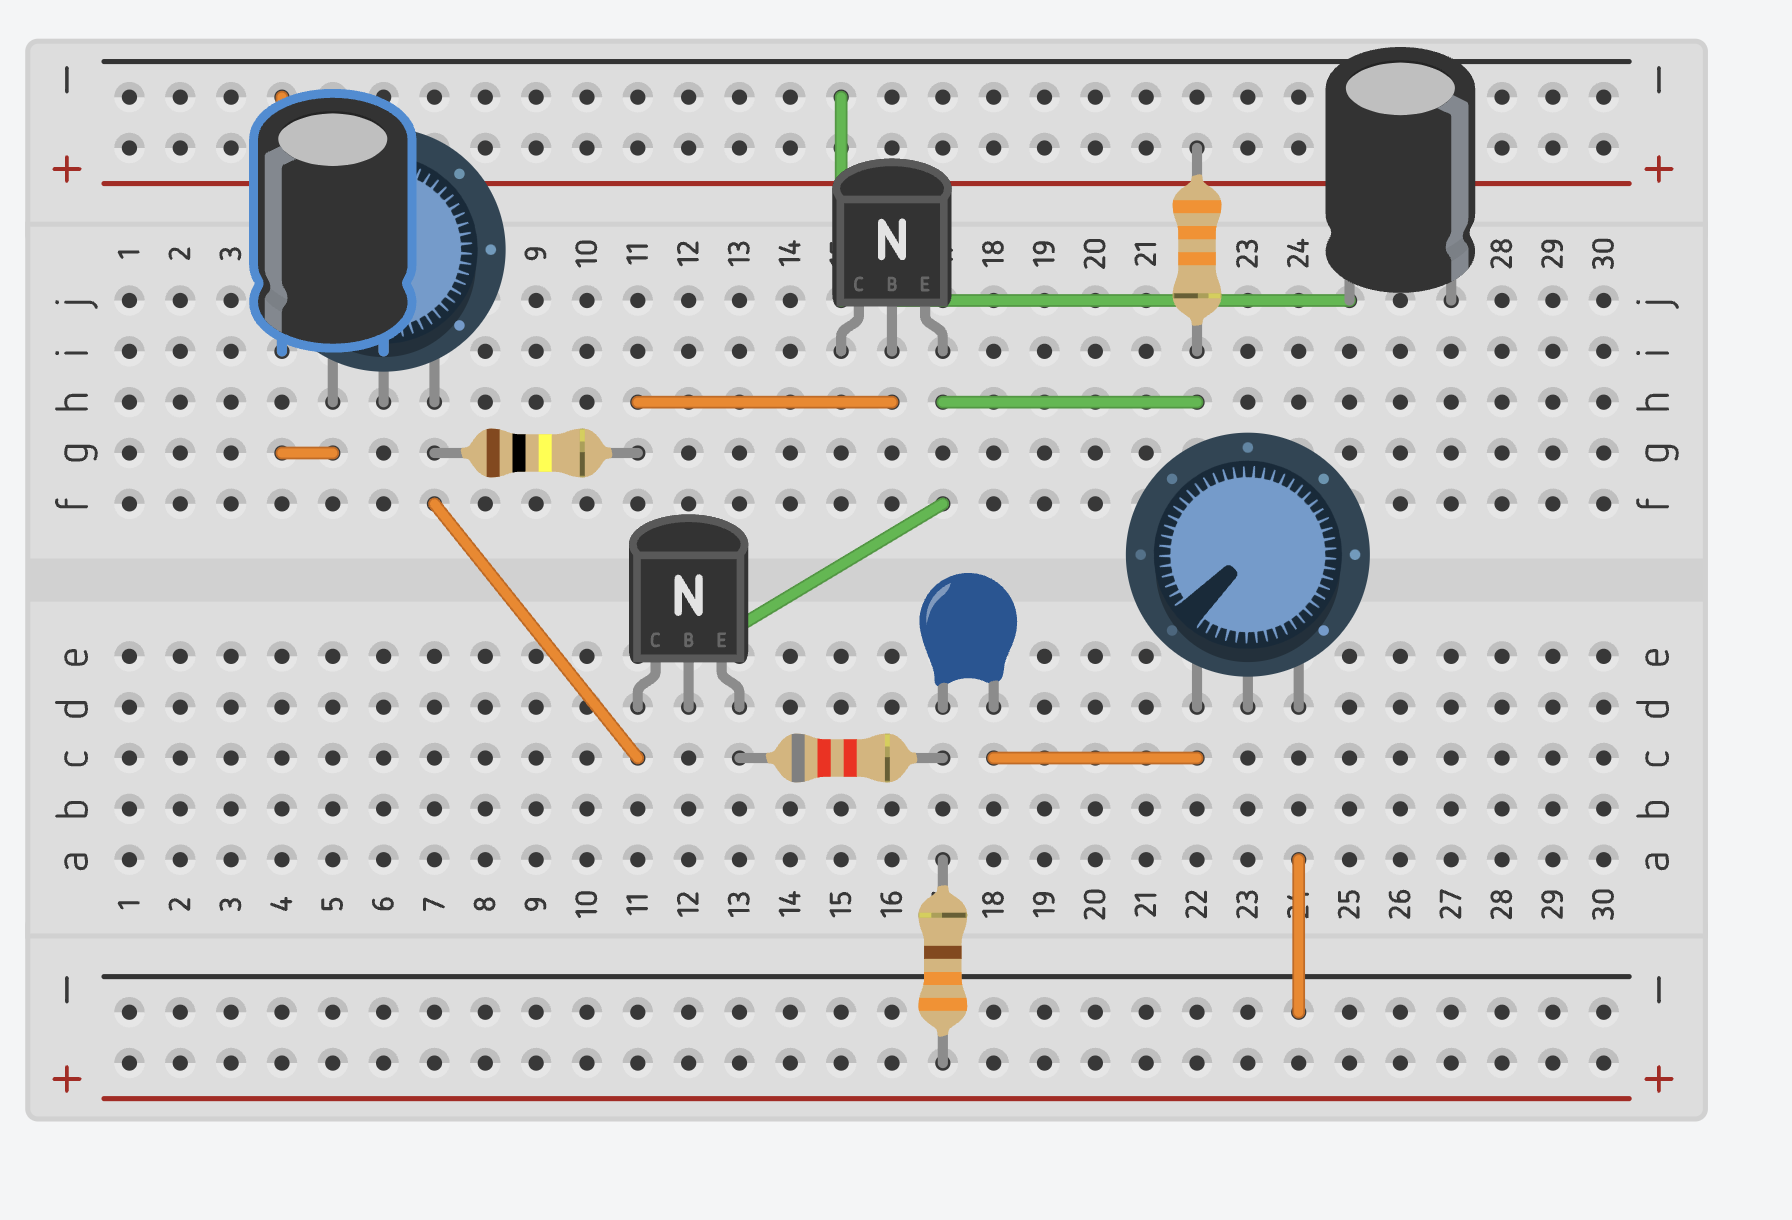 − −
+ +
1 2 3 9 10 11 12 13 14 18 19 20 21 23 24 28 29 30
N
C B E
j j
i i
h h
g g
f f
N
C B E
e e
d d
c c
b b
a a
1 2 3 4 5 6 7 8 9 10 11 12 13 14 15 16 18 19 20 21 22 23 24 25 26 27 28 29 30
− −
+ +